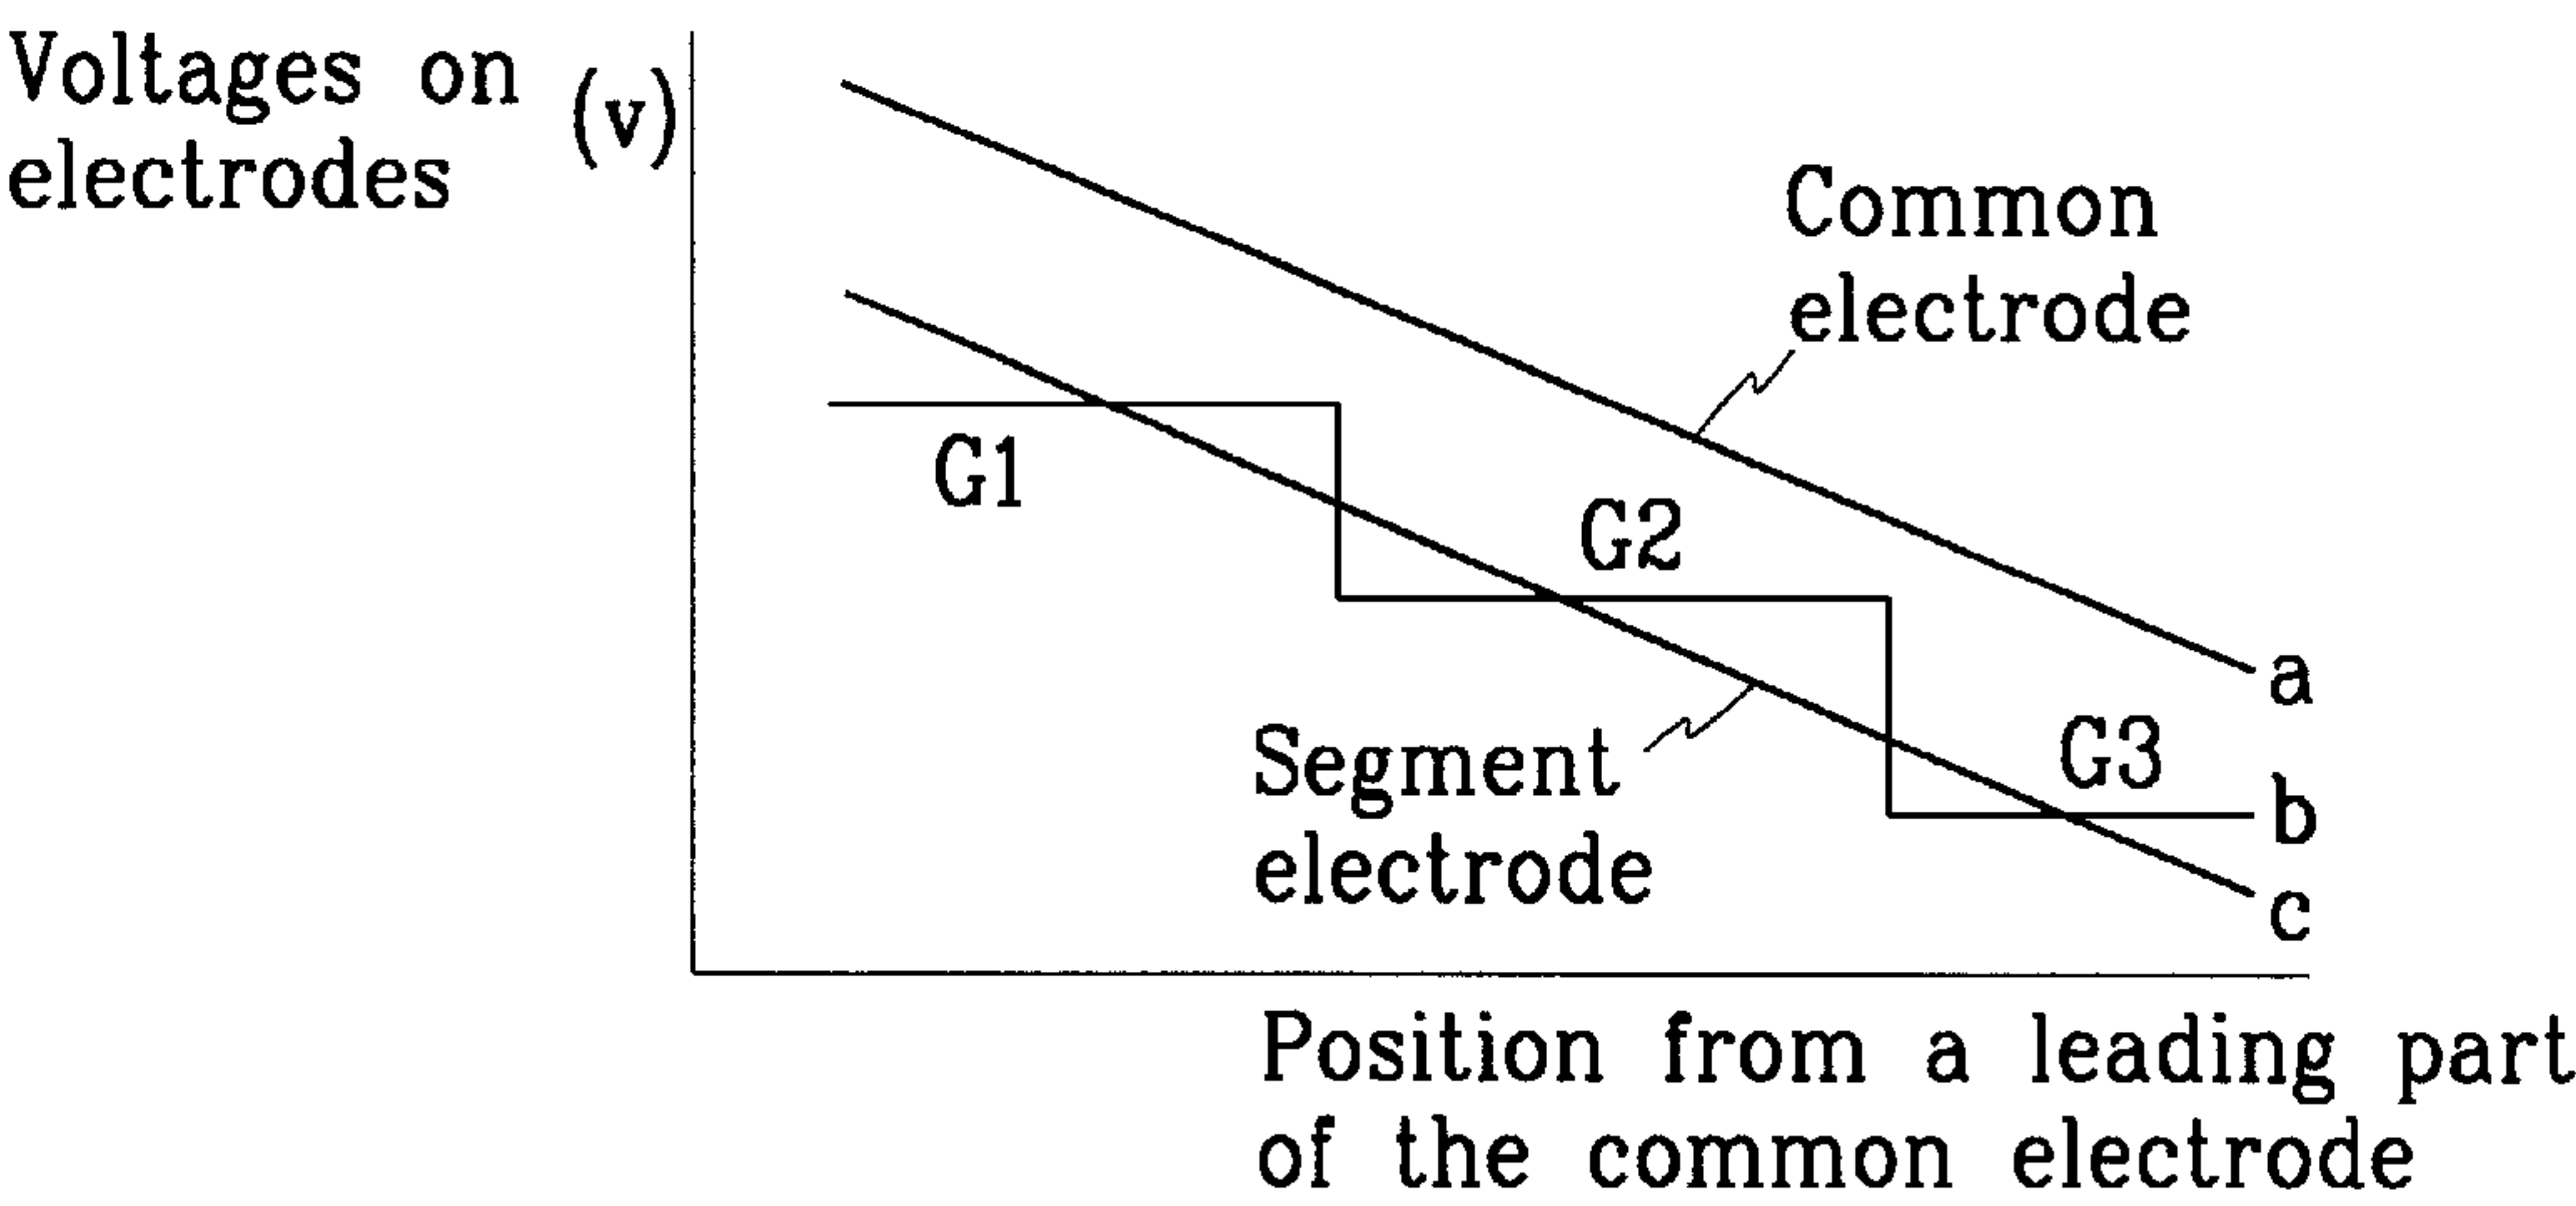 Voltages on
electrodes
(v)
Common
electrode
G1
G2
G3
Segment
electrode
a
b
c
Position from a leading part
of the common electrode